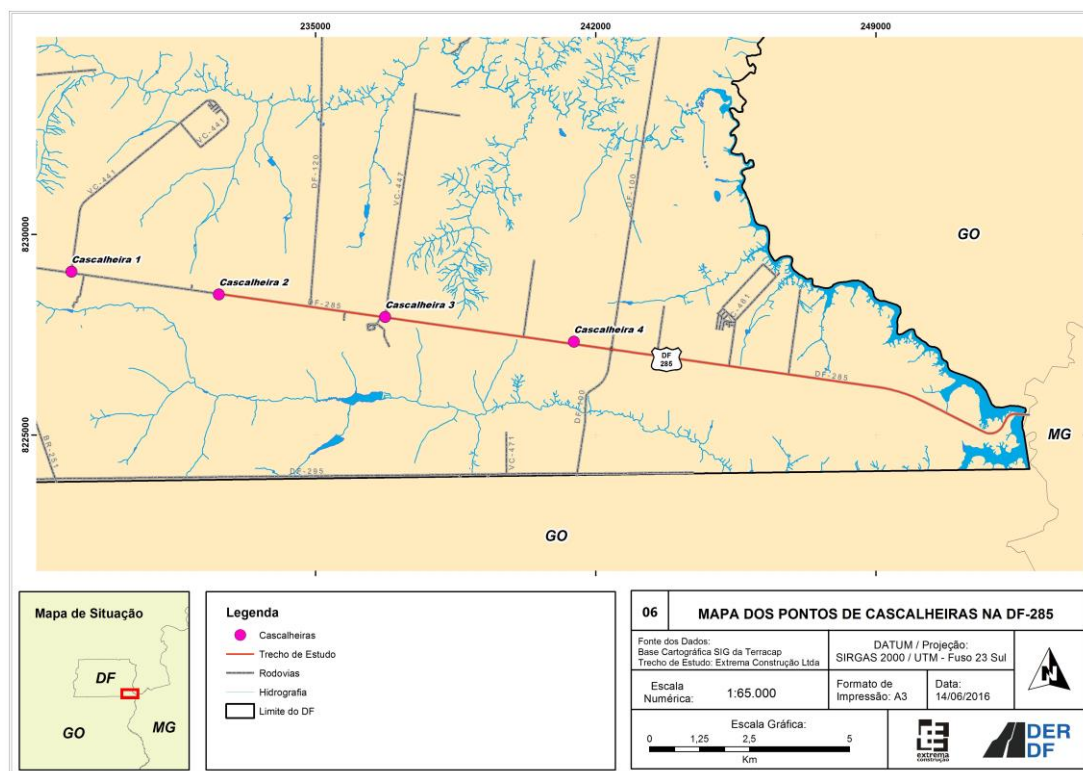 235000
242000
249000
8230000
8225000
VC-441
VC-441
DF-120
VC-447
DF-100
GO
Cascalheira 1
Cascalheira 2
DF-285
Cascalheira 3
Cascalheira 4
VC-461
DF
285
DF-285
DF-100
MG
BR-251
VC-471
DF-295
GO
Mapa de Situação
DF
GO
MG
Legenda
Cascalheiras
Trecho de Estudo
Rodovias
Hidrografia
Limite do DF
06
MAPA DOS PONTOS DE CASCALHEIRAS NA DF-285
Fonte dos Dados:
Base Cartográfica SIG da Terracap
Trecho de Estudo: Extrema Construção Ltda
DATUM / Projeção:
SIRGAS 2000 / UTM - Fuso 23 Sul
Escala
Numérica:
1:65.000
Formato de
Impressão: A3
Data:
14/06/2016
N
Escala Gráfica:
0 1,25 2,5 5
Km
extrema
construção
DER
DF